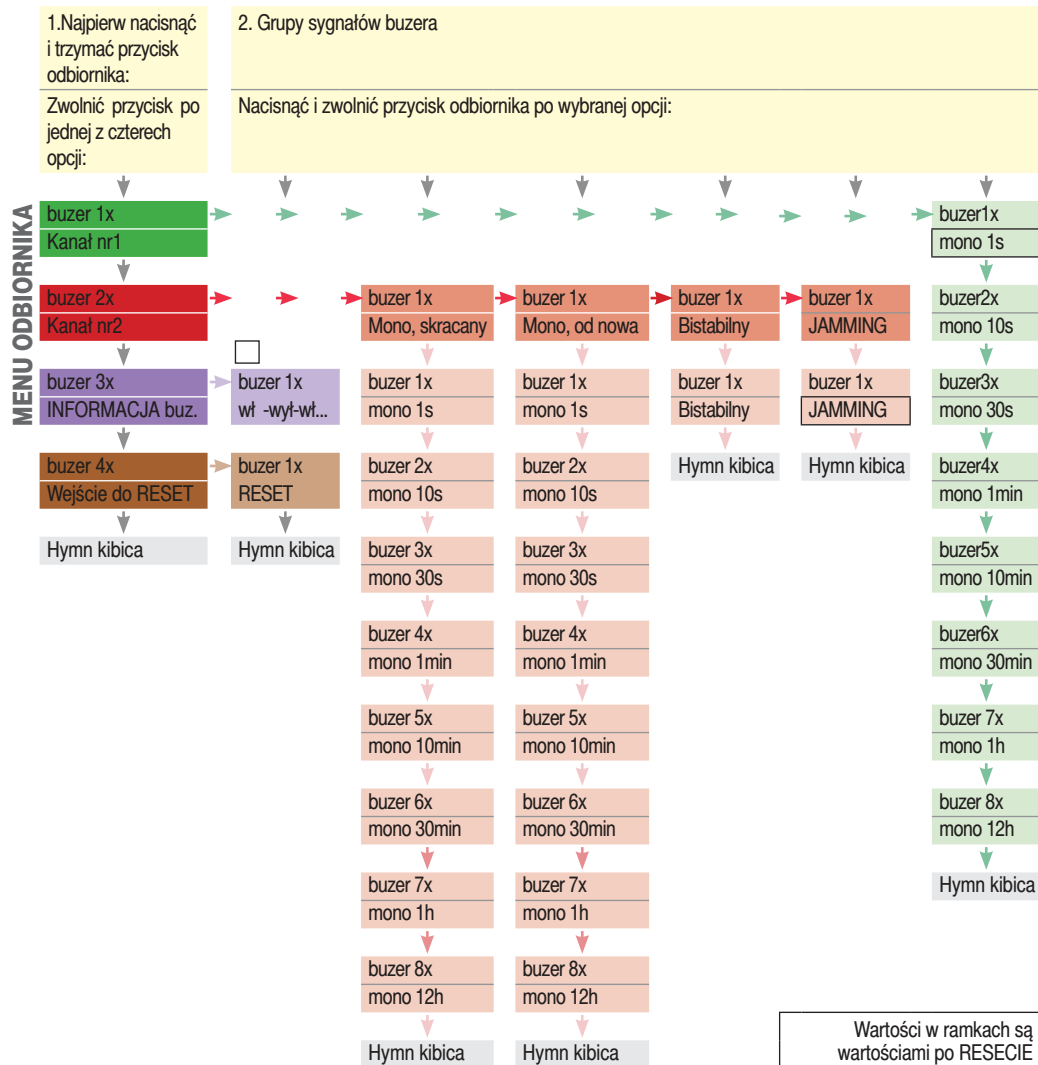 1.Najpierw nacisnąć
i trzymać przycisk
odbiornika:
Zwolnić przycisk po
jednej z czterech
opcji:
2. Grupy sygnałów buzera
Nacisnąć i zwolnić przycisk odbiornika po wybranej opcji:
MENU ODBIORNIKA
buzer 1x
Kanał nr1
buzer 2x
Kanał nr2
buzer 3x
INFORMACJA buz.
buzer 4x
Wejście do RESET
Hymn kibica
buzer 1x
wł -wył-wł...
buzer 1x
RESET
Hymn kibica
buzer 1x
Mono, skracany
buzer 1x
mono 1s
buzer 2x
mono 10s
buzer 3x
mono 30s
buzer 4x
mono 1min
buzer 5x
mono 10min
buzer 6x
mono 30min
buzer 7x
mono 1h
buzer 8x
mono 12h
Hymn kibica
buzer 1x
Mono, od nowa
buzer 1x
mono 1s
buzer 2x
mono 10s
buzer 3x
mono 30s
buzer 4x
mono 1min
buzer 5x
mono 10min
buzer 6x
mono 30min
buzer 7x
mono 1h
buzer 8x
mono 12h
Hymn kibica
buzer 1x
Bistabilny
buzer 1x
Bistabilny
Hymn kibica
buzer 1x
JAMMING
buzer 1x
JAMMING
Hymn kibica
buzer1x
mono 1s
buzer2x
mono 10s
buzer3x
mono 30s
buzer4x
mono 1min
buzer5x
mono 10min
buzer6x
mono 30min
buzer 7x
mono 1h
buzer 8x
mono 12h
Hymn kibica
Wartości w ramkach są
wartościami po RESECIE